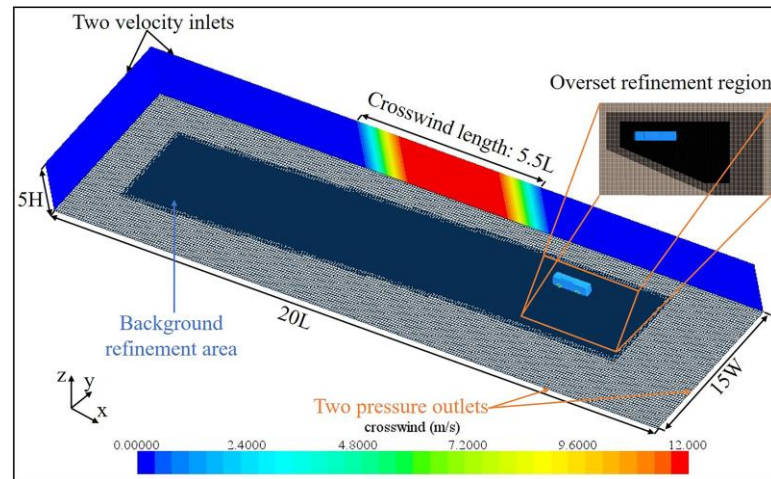 Two velocity inlets
Overset refinement region
Crosswind length: 5.5L
5H
Background
refinement area
20L
15W
z
y
x
Two pressure outlets
crosswind (m/s)
0.00000 2.4000 4.8000 7.2000 9.6000 12.000